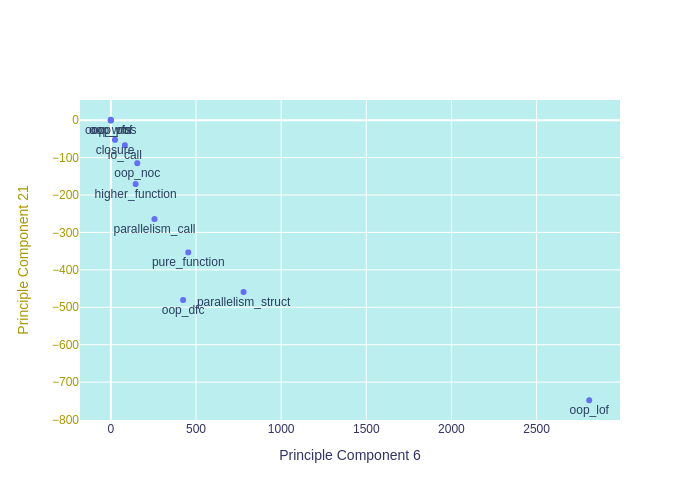 0
−100
−200
−300
−400
−500
−600
−700
−800
Principle Component 21
closure
io_call
oop_noc
higher_function
parallelism_call
pure_function
parallelism_struct
oop_dfc
oop_lof
0
500
1000
1500
2000
2500
Principle Component 6